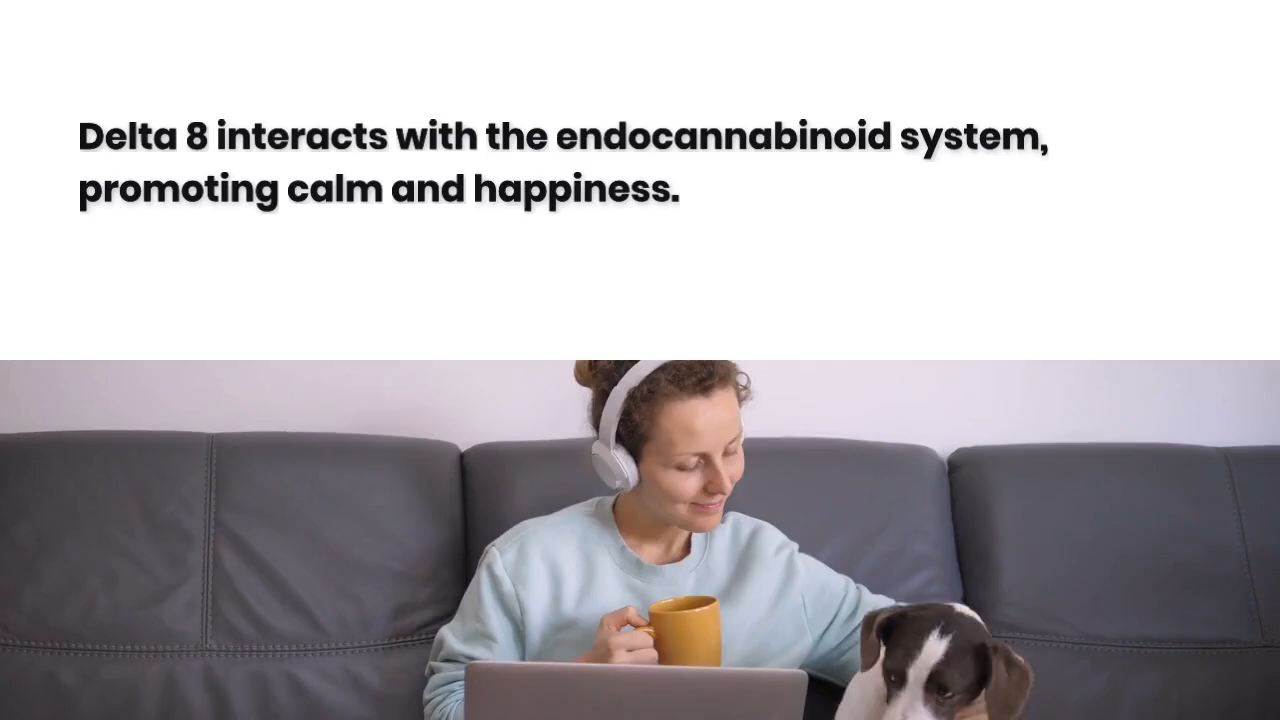 Delta 8 interacts with the endocannabinoid system,
promoting calm and happiness.